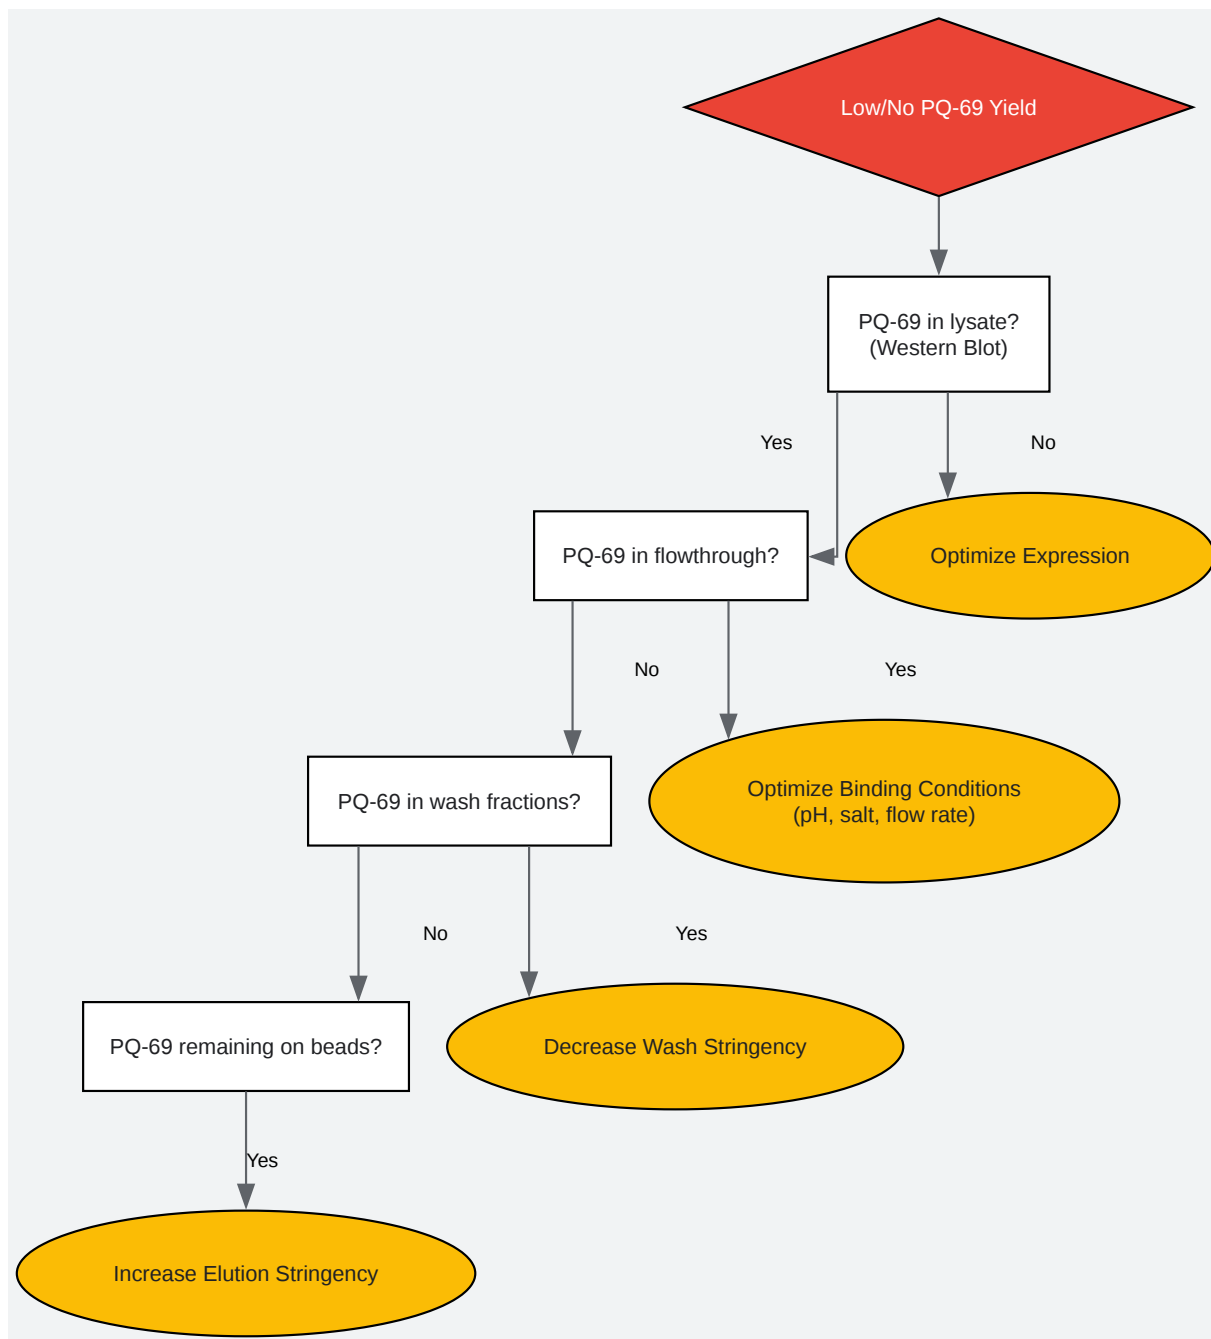 Low/No PQ-69 Yield
PQ-69 in lysate?
(Western Blot)
Yes
No
PQ-69 in flowthrough?
Optimize Expression
No
Yes
PQ-69 in wash fractions?
Optimize Binding Conditions
(pH, salt, flow rate)
No
Yes
PQ-69 remaining on beads?
Decrease Wash Stringency
Yes
Increase Elution Stringency